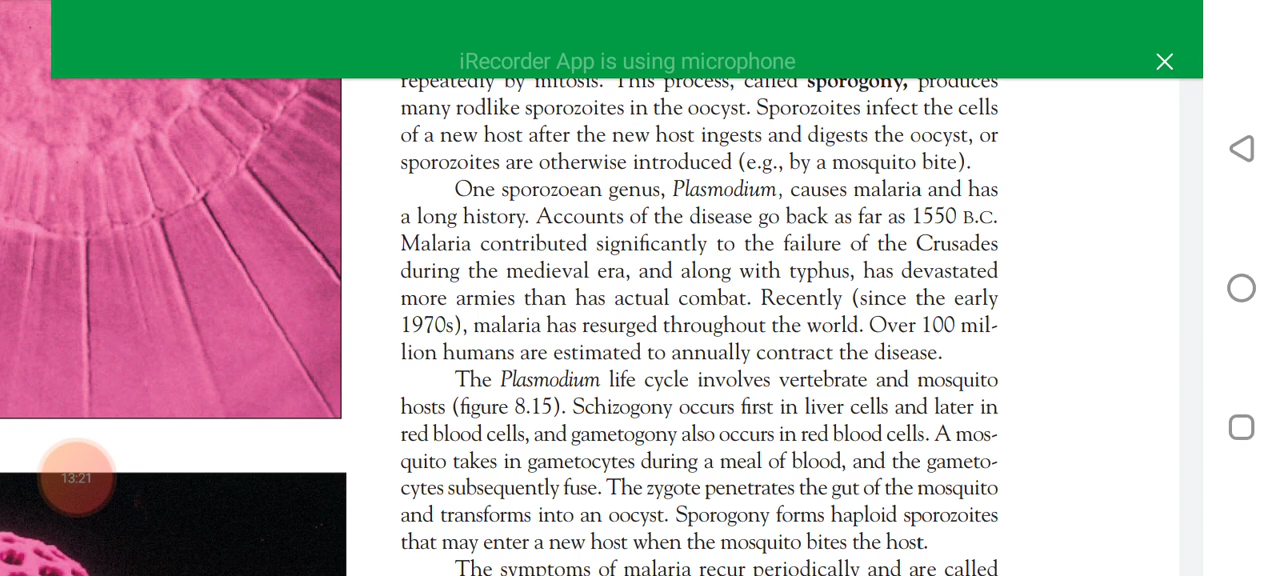 iRecorder App is using microphone
repeatedly by mitosis. This process, called sporogony, produces
many rodlike sporozoites in the oocyst. Sporozoites infect the cells
of a new host after the new host ingests and digests the oocyst, or
sporozoites are otherwise introduced (e.g., by a mosquito bite).
One sporozoean genus, Plasmodium, causes malaria and has
a long history. Accounts of the disease go back as far as 1550 B.C.
Malaria contributed significantly to the failure of the Crusades
during the medieval era, and along with typhus, has devastated
more armies than has actual combat. Recently (since the early
1970s), malaria has resurged throughout the world. Over 100 mil-
lion humans are estimated to annually contract the disease.
The Plasmodium life cycle involves vertebrate and mosquito
hosts (figure 8.15). Schizogony occurs first in liver cells and later in
red blood cells, and gametogony also occurs in red blood cells. A mos-
quito takes in gametocytes during a meal of blood, and the gameto-
cytes subsequently fuse. The zygote penetrates the gut of the mosquito
and transforms into an oocyst. Sporogony forms haploid sporozoites
that may enter a new host when the mosquito bites the host.
The symptoms of malaria recur periodically and are called
13:21